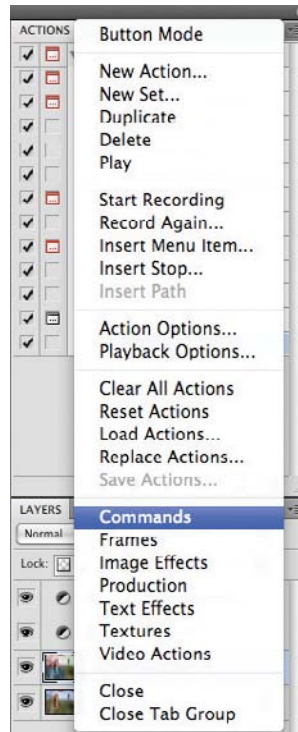 ACTIONS
Button Mode
New Action...
New Set...
Duplicate
Delete
Play
Start Recording
Record Again...
Insert Menu Item...
Insert Stop...
Insert Path
Action Options...
Playback Options...
Clear All Actions
Reset Actions
Load Actions...
Replace Actions...
Save Actions...
LAYERS
Commands
Normal
Frames
Lock:
Image Effects
Production
Text Effects
Textures
Video Actions
Close
Close Tab Group